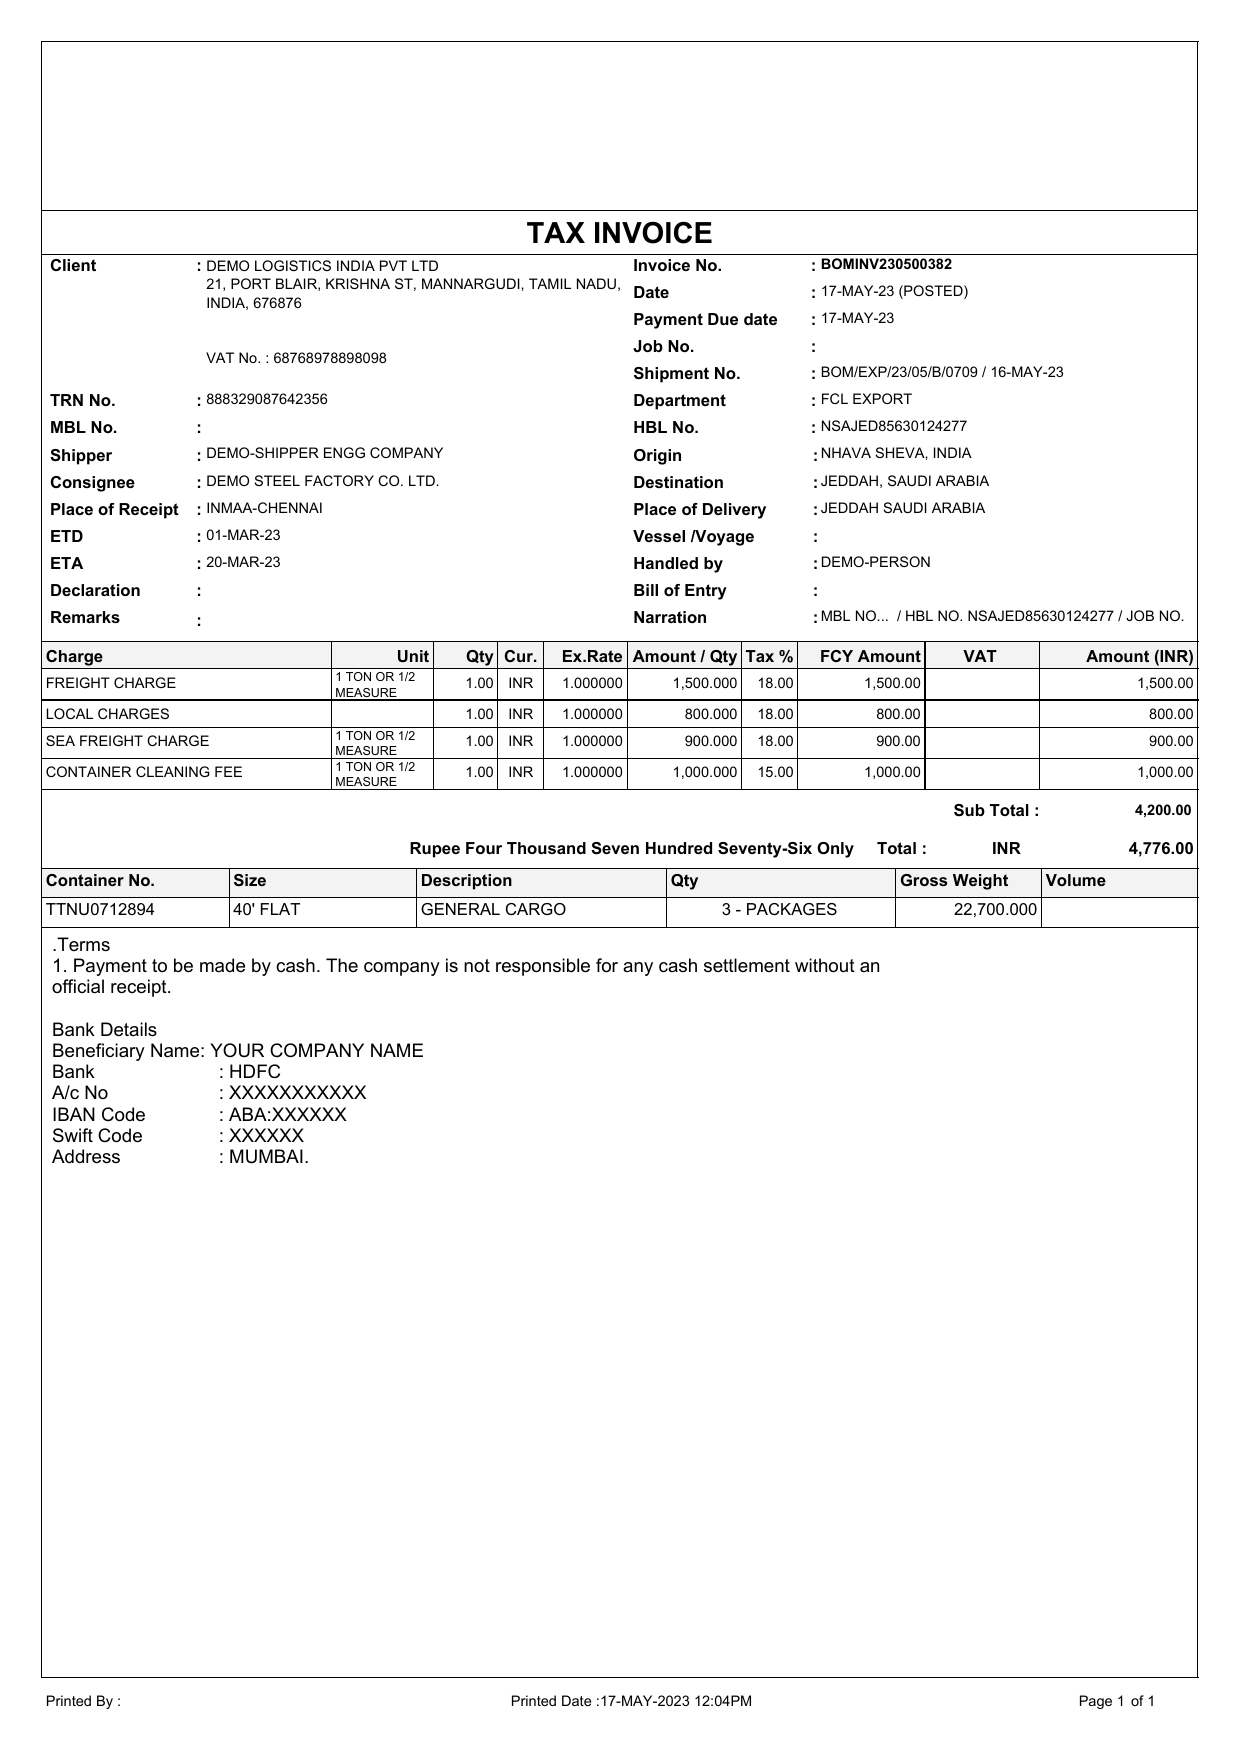 TAX INVOICE
Client : DEMO LOGISTICS INDIA PVT LTD
21, PORT BLAIR, KRISHNA ST, MANNARGUDI, TAMIL NADU,
INDIA, 676876
VAT No. : 68768978898098
TRN No. : 888329087642356
MBL No. :
Shipper : DEMO-SHIPPER ENGG COMPANY
Consignee : DEMO STEEL FACTORY CO. LTD.
Place of Receipt : INMAA-CHENNAI
ETD : 01-MAR-23
ETA : 20-MAR-23
Declaration :
Remarks :
Invoice No. : BOMINV230500382
Date : 17-MAY-23 (POSTED)
Payment Due date : 17-MAY-23
Job No. :
Shipment No. : BOM/EXP/23/05/B/0709 / 16-MAY-23
Department : FCL EXPORT
HBL No. : NSAJED85630124277
Origin : NHAVA SHEVA, INDIA
Destination : JEDDAH, SAUDI ARABIA
Place of Delivery : JEDDAH SAUDI ARABIA
Vessel /Voyage :
Handled by : DEMO-PERSON
Bill of Entry :
Narration : MBL NO... / HBL NO. NSAJED85630124277 / JOB NO.
Charge Unit Qty Cur. Ex.Rate Amount / Qty Tax % FCY Amount VAT Amount (INR)
FREIGHT CHARGE 1 TON OR 1/2 MEASURE 1.00 INR 1.000000 1,500.000 18.00 1,500.00 1,500.00
LOCAL CHARGES 1.00 INR 1.000000 800.000 18.00 800.00 800.00
SEA FREIGHT CHARGE 1 TON OR 1/2 MEASURE 1.00 INR 1.000000 900.000 18.00 900.00 900.00
CONTAINER CLEANING FEE 1 TON OR 1/2 MEASURE 1.00 INR 1.000000 1,000.000 15.00 1,000.00 1,000.00
Sub Total : 4,200.00
Rupee Four Thousand Seven Hundred Seventy-Six Only Total : INR 4,776.00
Container No. Size Description Qty Gross Weight Volume
TTNU0712894 40' FLAT GENERAL CARGO 3 - PACKAGES 22,700.000
.Terms
1. Payment to be made by cash. The company is not responsible for any cash settlement without an
official receipt.
Bank Details
Beneficiary Name: YOUR COMPANY NAME
Bank : HDFC
A/c No : XXXXXXXXXXX
IBAN Code : ABA:XXXXXX
Swift Code : XXXXXX
Address : MUMBAI.
Printed By : Printed Date :17-MAY-2023 12:04PM Page 1 of 1